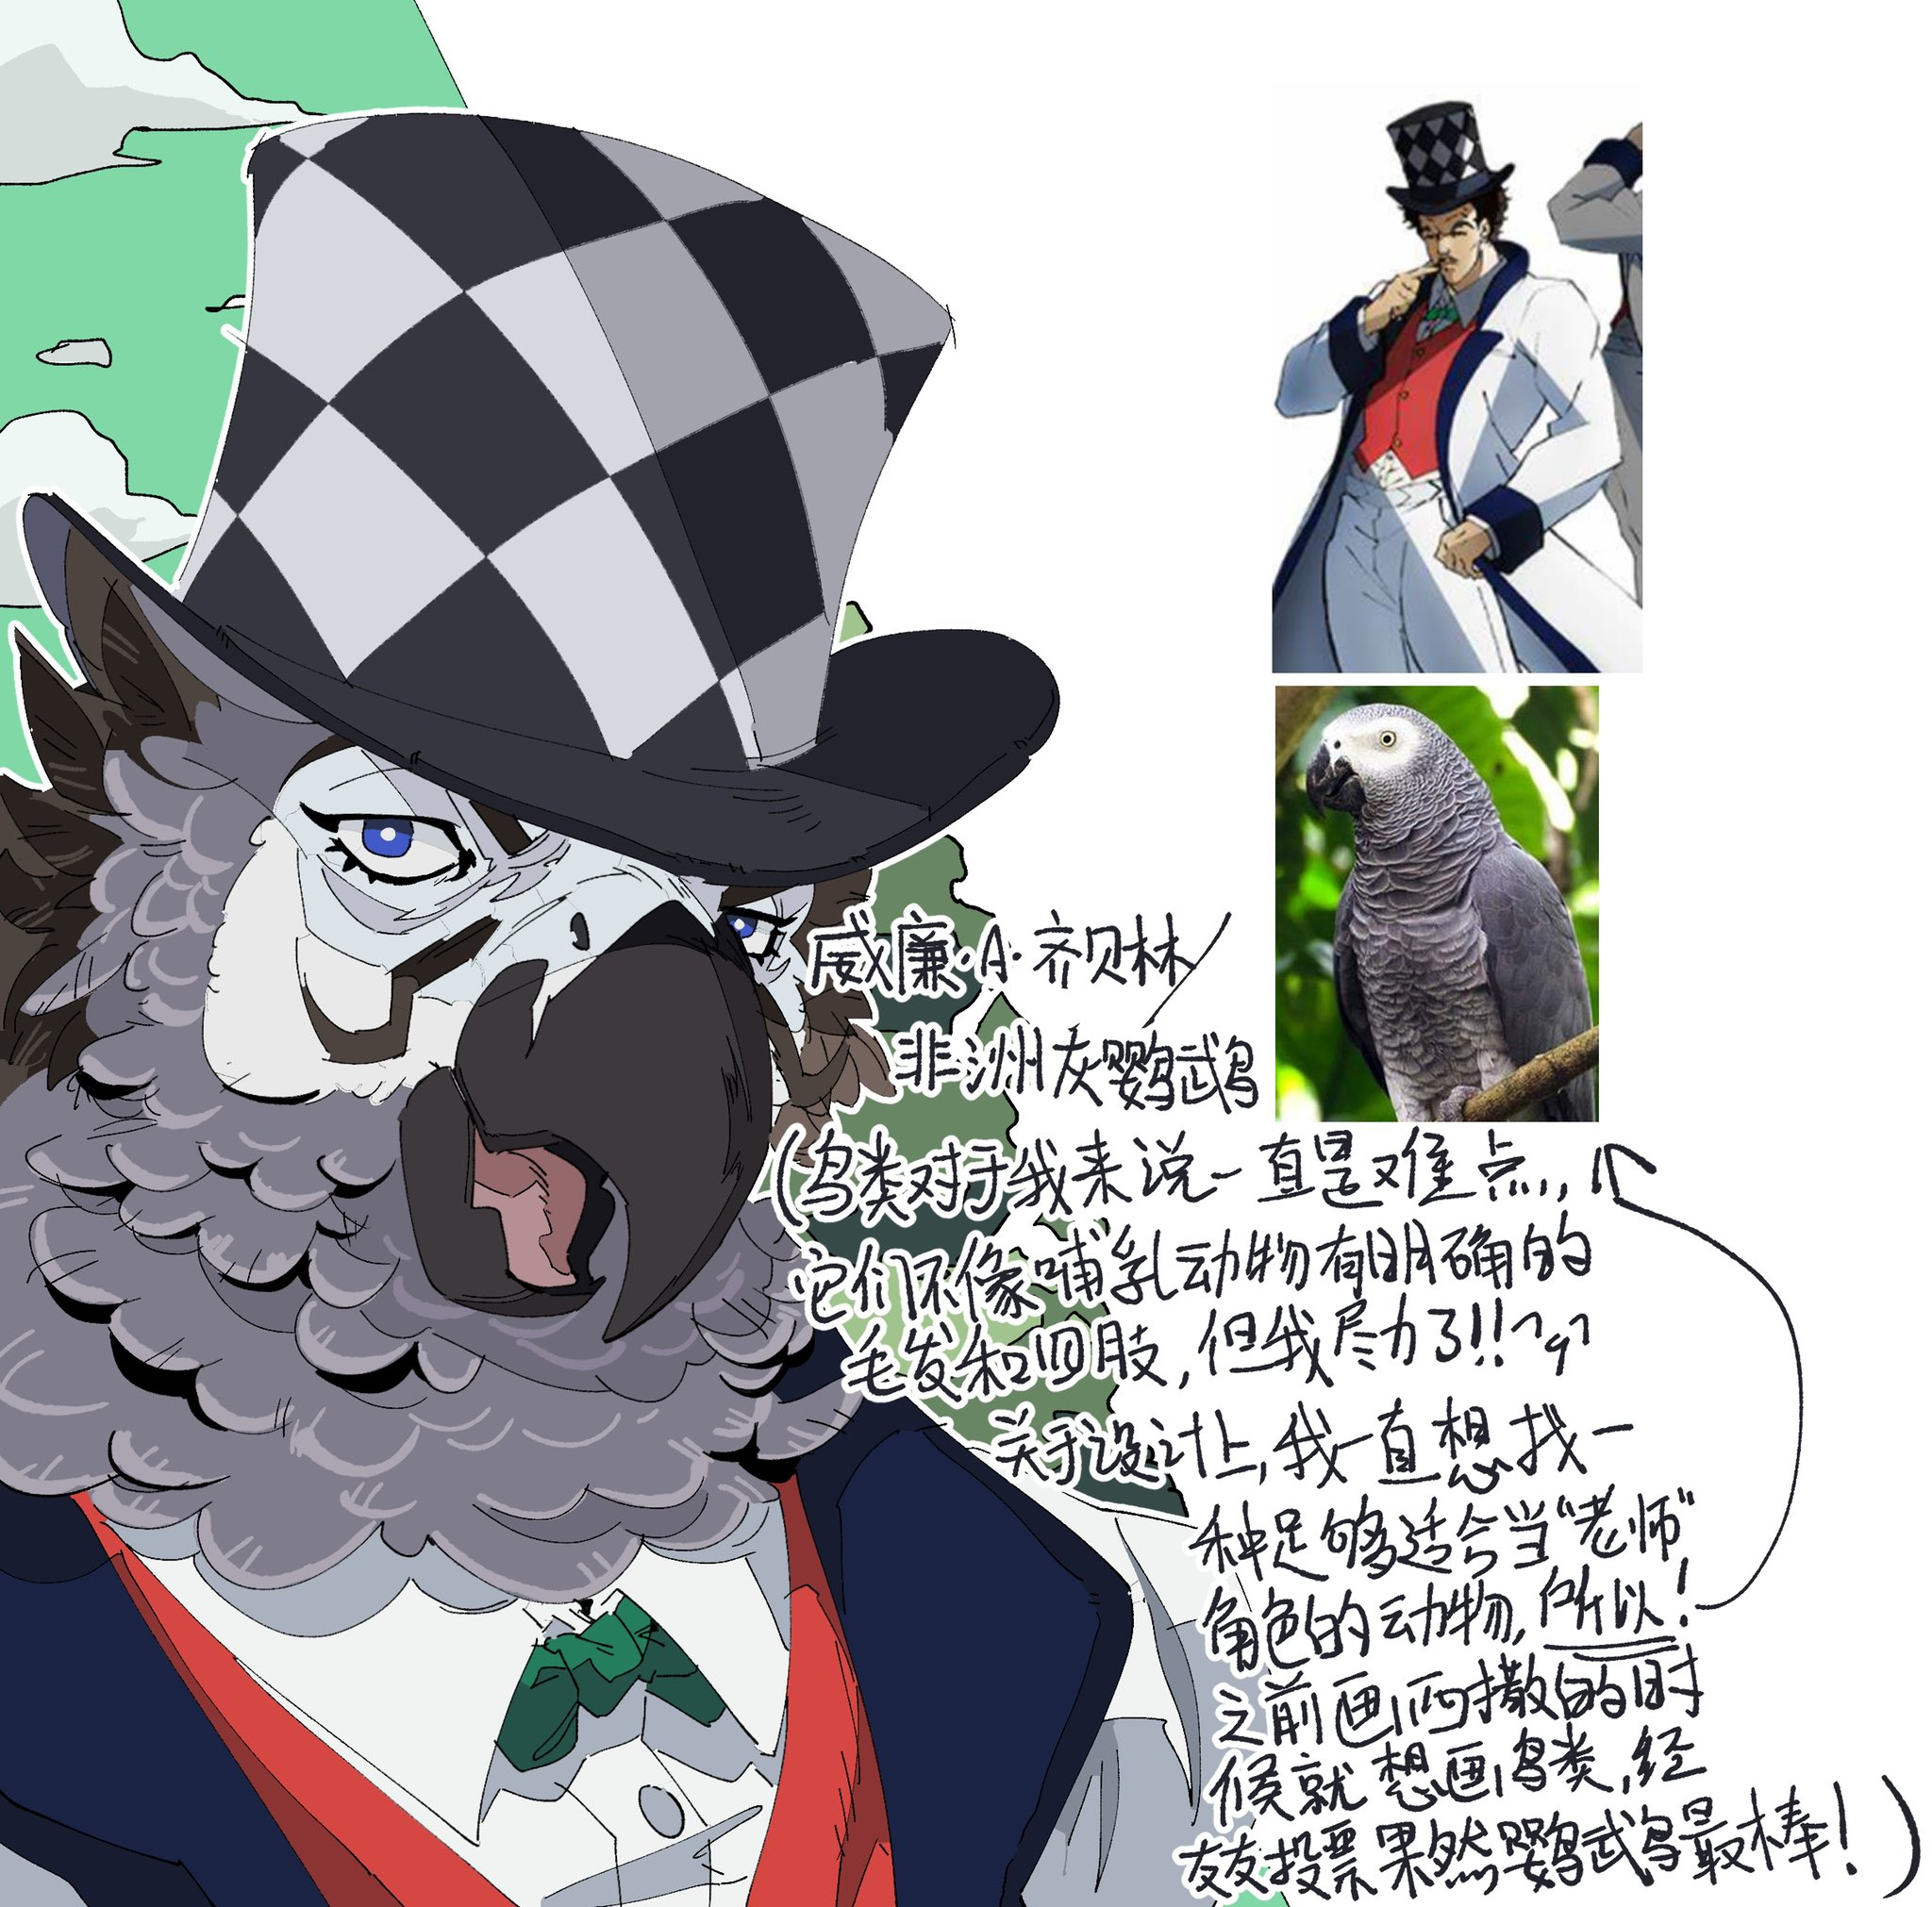 威廉·A·齐贝林/
非洲灰鹦鹉
(鸟类对于我来说一直是难点,
它们不像哺乳动物有明确的
毛发和四肢,但我尽力了!!
关于设计上,我一直想找一
种足够适合当“老师”
角色的动物,所以!
之前画西撒的时
候就想画鸟类,经
友友投票果然鹦鹉最棒!)